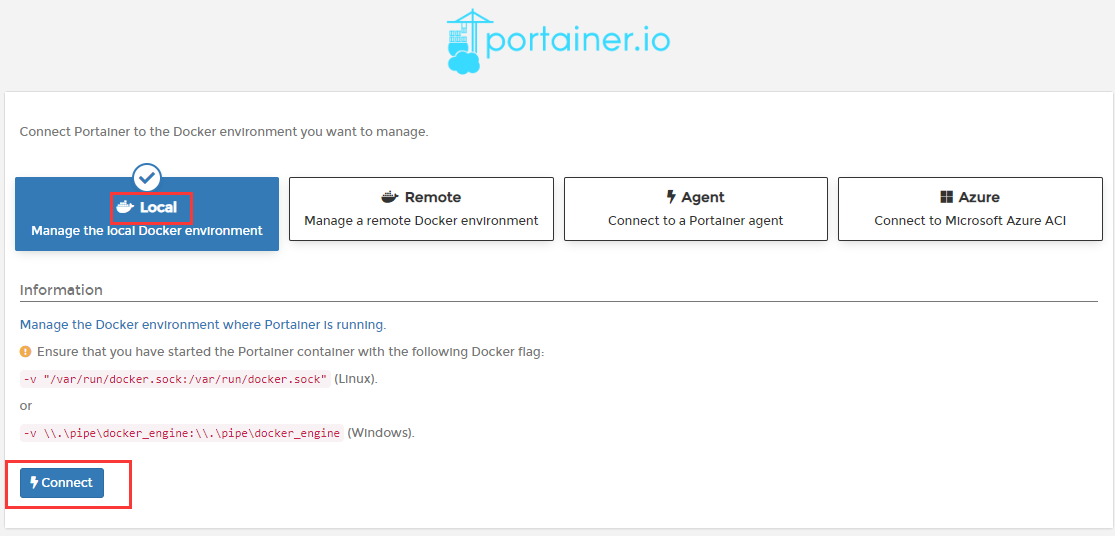 portainer.io
Connect Portainer to the Docker environment you want to manage.
Local
Manage the local Docker environment
Remote
Manage a remote Docker environment
Agent
Connect to a Portainer agent
Azure
Connect to Microsoft Azure ACI
Information
Manage the Docker environment where Portainer is running.
Ensure that you have started the Portainer container with the following Docker flag:
-v "/var/run/docker.sock:/var/run/docker.sock" (Linux).
or
-v \\.\pipe\docker_engine:\\.\pipe\docker_engine (Windows).
Connect